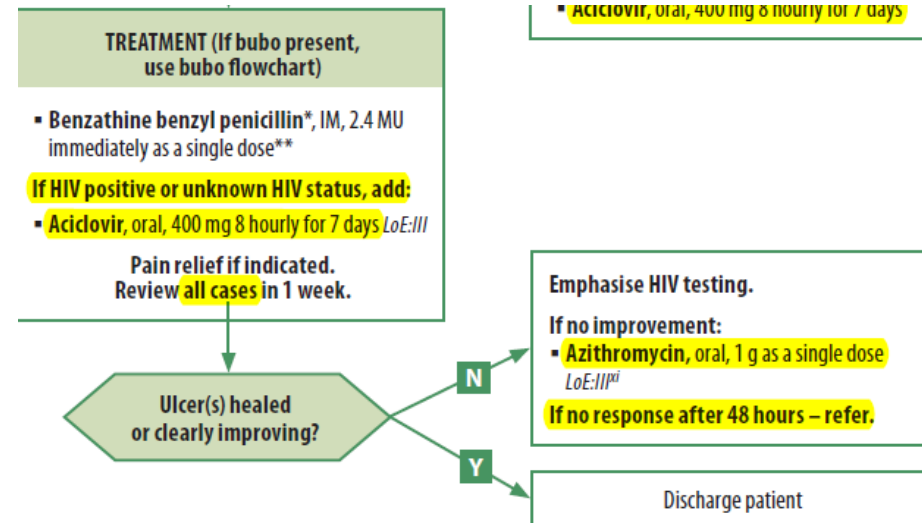 ▪ Aciclovir, oral, 400 mg 8 hourly for 7 days
TREATMENT (If bubo present,
use bubo flowchart)
▪ Benzathine benzyl penicillin*, IM, 2.4 MU
immediately as a single dose**
If HIV positive or unknown HIV status, add:
▪ Aciclovir, oral, 400 mg 8 hourly for 7 days LoE:III
Pain relief if indicated.
Review all cases in 1 week.
Ulcer(s) healed
or clearly improving?
N
Emphasise HIV testing.
If no improvement:
▪ Azithromycin, oral, 1 g as a single dose
LoE:IIIxi
If no response after 48 hours – refer.
Y
Discharge patient